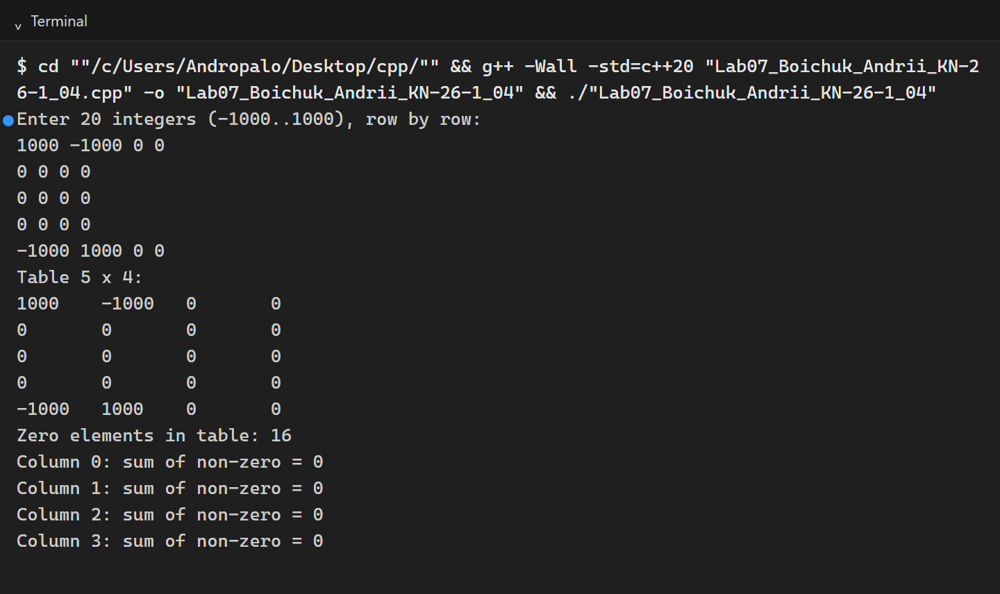 Terminal
$ cd ""/c/Users/Andropalo/Desktop/cpp/"" && g++ -Wall -std=c++20 "Lab07_Boichuk_Andrii_KN-2
6-1_04.cpp" -o "Lab07_Boichuk_Andrii_KN-26-1_04" && ./"Lab07_Boichuk_Andrii_KN-26-1_04"
Enter 20 integers (-1000..1000), row by row:
1000 -1000 0 0
0 0 0 0
0 0 0 0
0 0 0 0
-1000 1000 0 0
Table 5 x 4:
1000    -1000   0       0
0       0       0       0
0       0       0       0
0       0       0       0
-1000   1000    0       0
Zero elements in table: 16
Column 0: sum of non-zero = 0
Column 1: sum of non-zero = 0
Column 2: sum of non-zero = 0
Column 3: sum of non-zero = 0